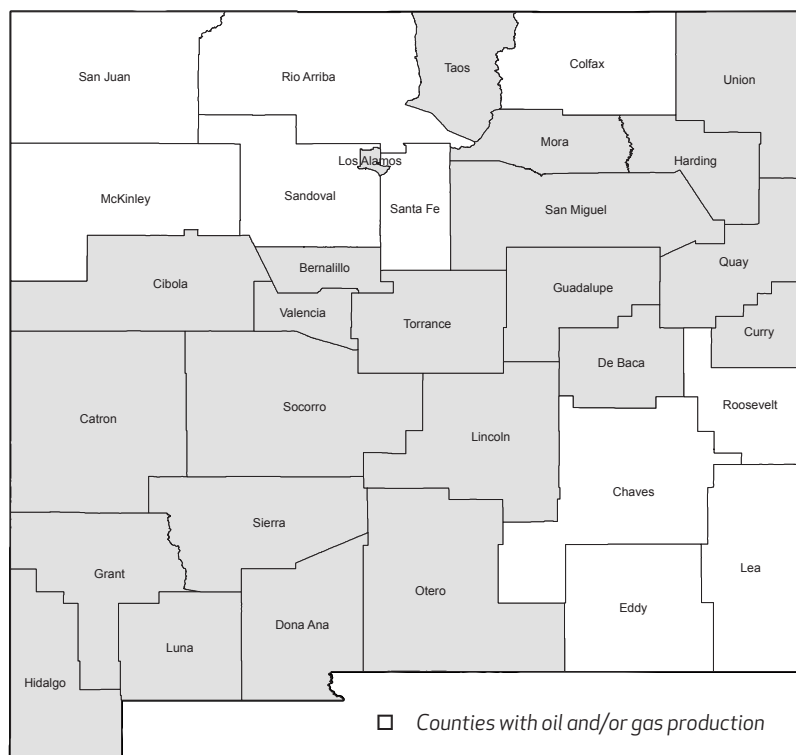 Taos
Colfax
San Juan
Rio Arriba
Union
Mora
Los Alamos
Harding
McKinley
Sandoval
Santa Fe
San Miguel
Bernalillo
Quay
Cibola
Guadalupe
Valencia
Torrance
Curry
De Baca
Roosevelt
Catron
Socorro
Lincoln
Chaves
Sierra
Lea
Grant
Otero
Eddy
Dona Ana
Luna
Hidalgo
Counties with oil and/or gas production